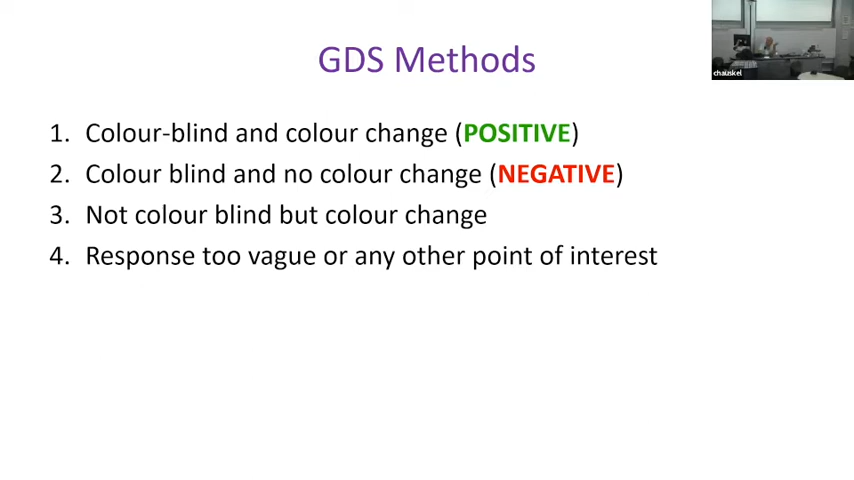 GDS Methods
chaiskel
1. Colour-blind and colour change (POSITIVE)
2. Colour blind and no colour change (NEGATIVE)
3. Not colour blind but colour change
4. Response too vague or any other point of interest